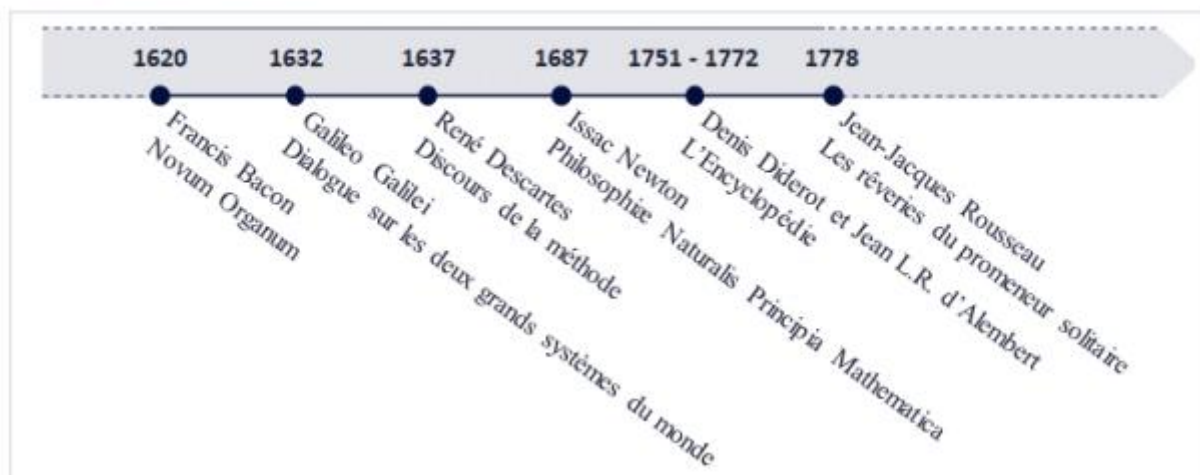 1620
1632
1637
1687
1751 - 1772
1778
Francis Bacon
Novum Organum
Galileo Galilei
Dialogue sur les deux grands systèmes du monde
René Descartes
Discours de la méthode
Issac Newton
Philosophiæ Naturalis Principia Mathematica
Denis Diderot et Jean L.R. d'Alembert
L'Encyclopédie
Jean-Jacques Rousseau
Les rêveries du promeneur solitaire